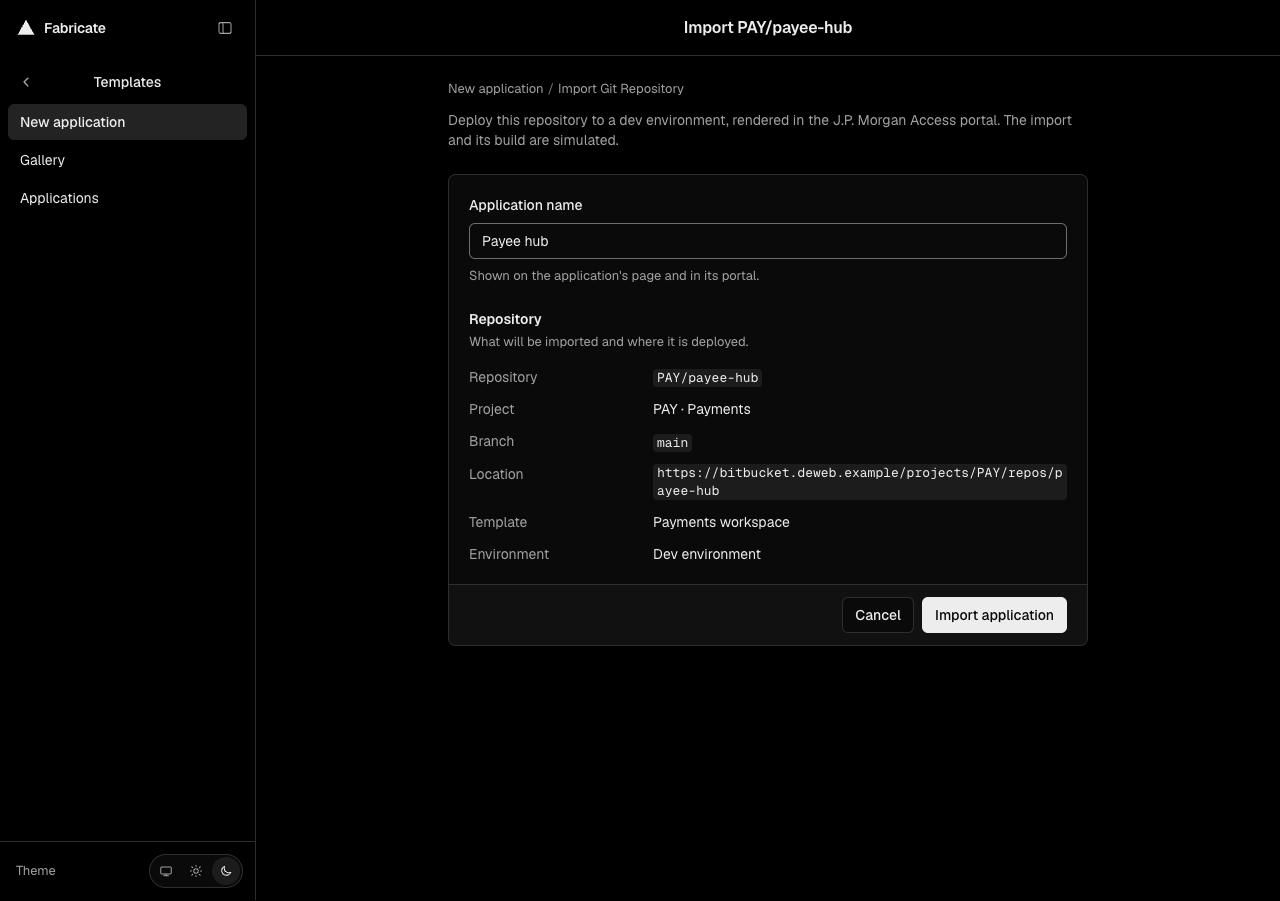 Fabricate
Import PAY/payee-hub
Templates
New application
Gallery
Applications
New application / Import Git Repository
Deploy this repository to a dev environment, rendered in the J.P. Morgan Access portal. The import
and its build are simulated.
Application name
Payee hub
Shown on the application's page and in its portal.
Repository
What will be imported and where it is deployed.
Repository PAY/payee-hub
Project PAY · Payments
Branch main
Location https://bitbucket.deweb.example/projects/PAY/repos/p
ayee-hub
Template Payments workspace
Environment Dev environment
Cancel Import application
Theme